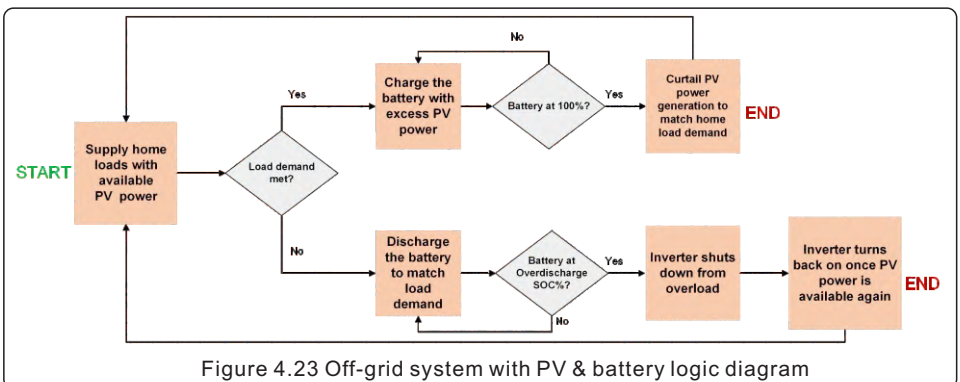 No
Charge the
battery with
excess PV
power
Battery at 100%?
Yes
Curtail PV
power
generation to
match home
load demand
END
Yes
START
Supply home
loads with
available
PV power
Load demand
met?
No
Discharge
the battery
to match
load
demand
Battery at
Overdischarge
SOC%?
Yes
No
Inverter shuts
down from
overload
Inverter turns
back on once PV
power is
available again
END
Figure 4.23 Off-grid system with PV & battery logic diagram